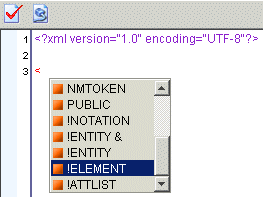 1 <?xml version="1.0" encoding="UTF-8"?>
2
3 <
NMTOKEN
PUBLIC
!NOTATION
!ENTITY &
!ENTITY
!ELEMENT
!ATTLIST